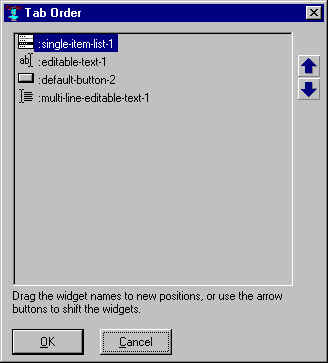 Tab Order
:single-item-list-1
ab :editable-text-1
:default-button-2
:multi-line-editable-text-1
Drag the widget names to new positions, or use the arrow
buttons to shift the widgets.
OK
Cancel